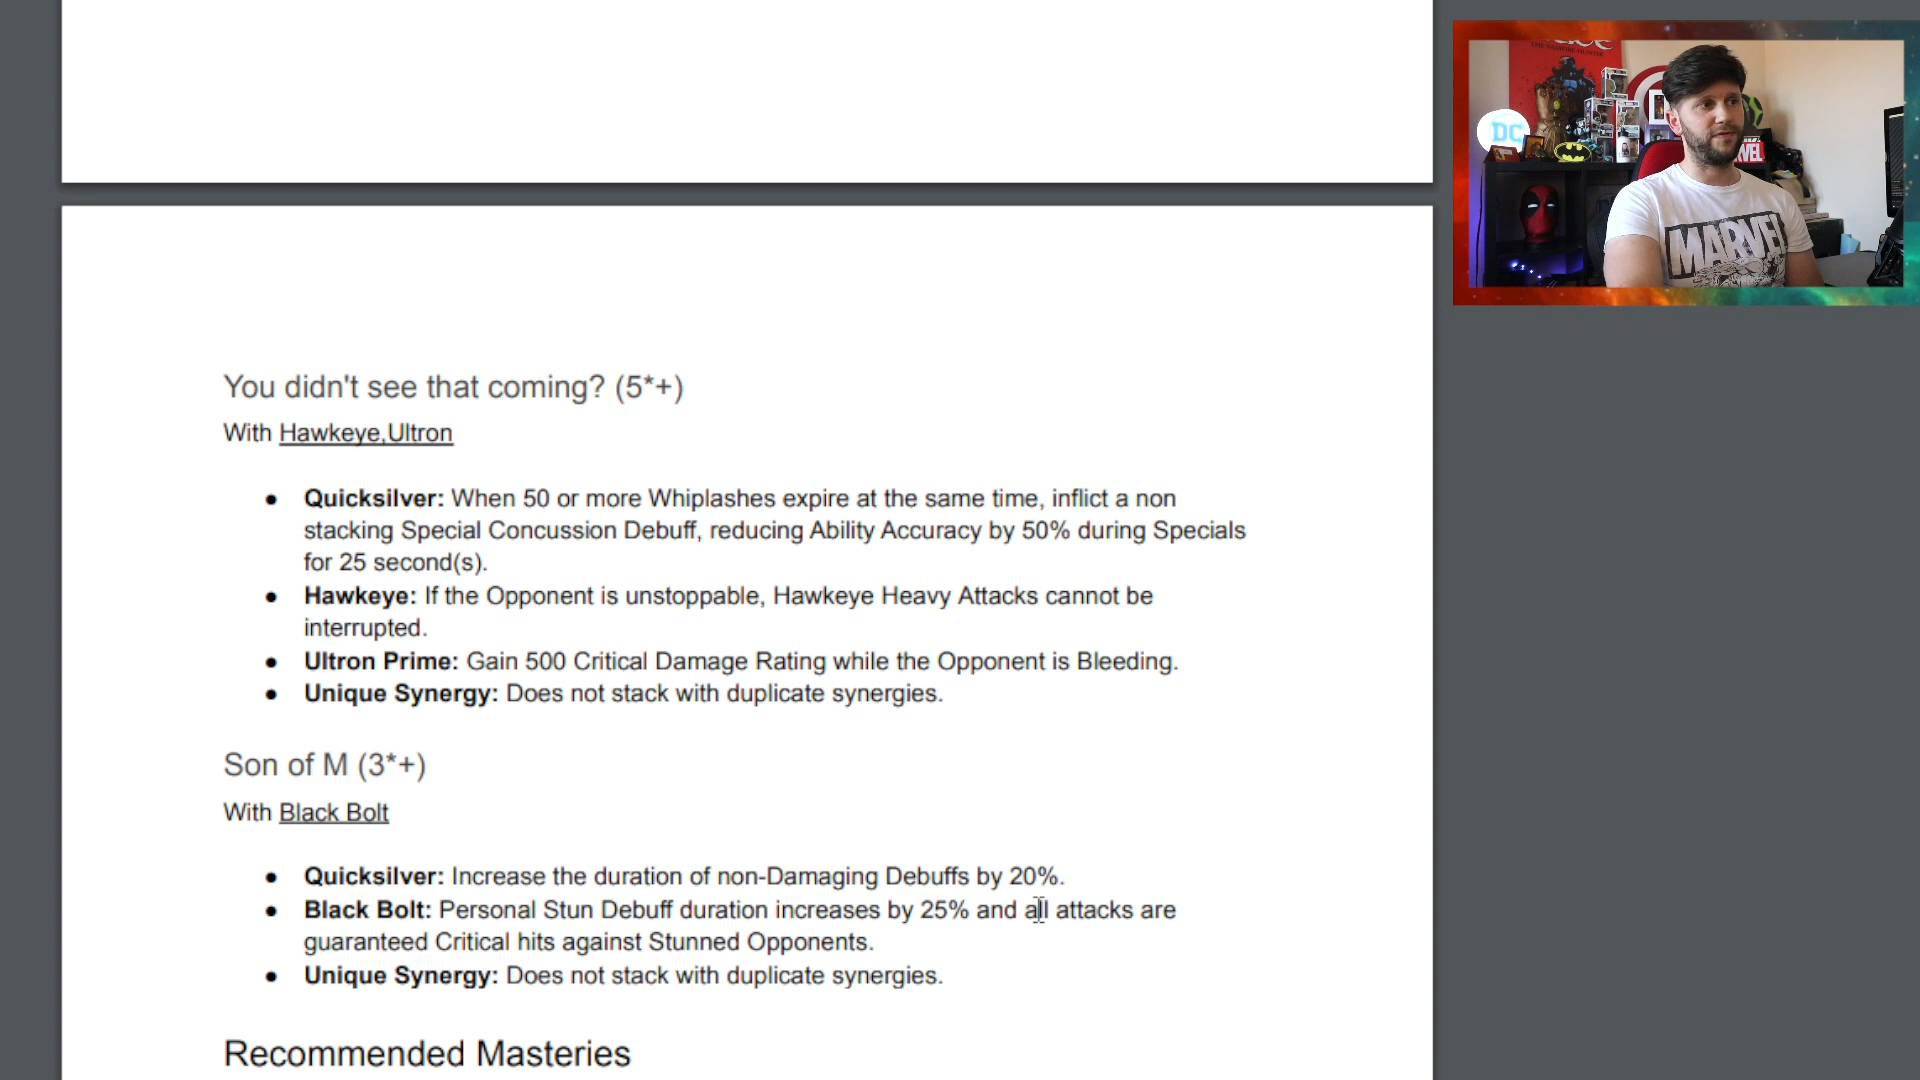 You didn't see that coming? (5*+)
With Hawkeye,Ultron
● Quicksilver: When 50 or more Whiplashes expire at the same time, inflict a non
stacking Special Concussion Debuff, reducing Ability Accuracy by 50% during Specials
for 25 second(s).
● Hawkeye: If the Opponent is unstoppable, Hawkeye Heavy Attacks cannot be
interrupted.
● Ultron Prime: Gain 500 Critical Damage Rating while the Opponent is Bleeding.
● Unique Synergy: Does not stack with duplicate synergies.
Son of M (3*+)
With Black Bolt
● Quicksilver: Increase the duration of non-Damaging Debuffs by 20%.
● Black Bolt: Personal Stun Debuff duration increases by 25% and all attacks are
guaranteed Critical hits against Stunned Opponents.
● Unique Synergy: Does not stack with duplicate synergies.
Recommended Masteries
DC
MARVEL